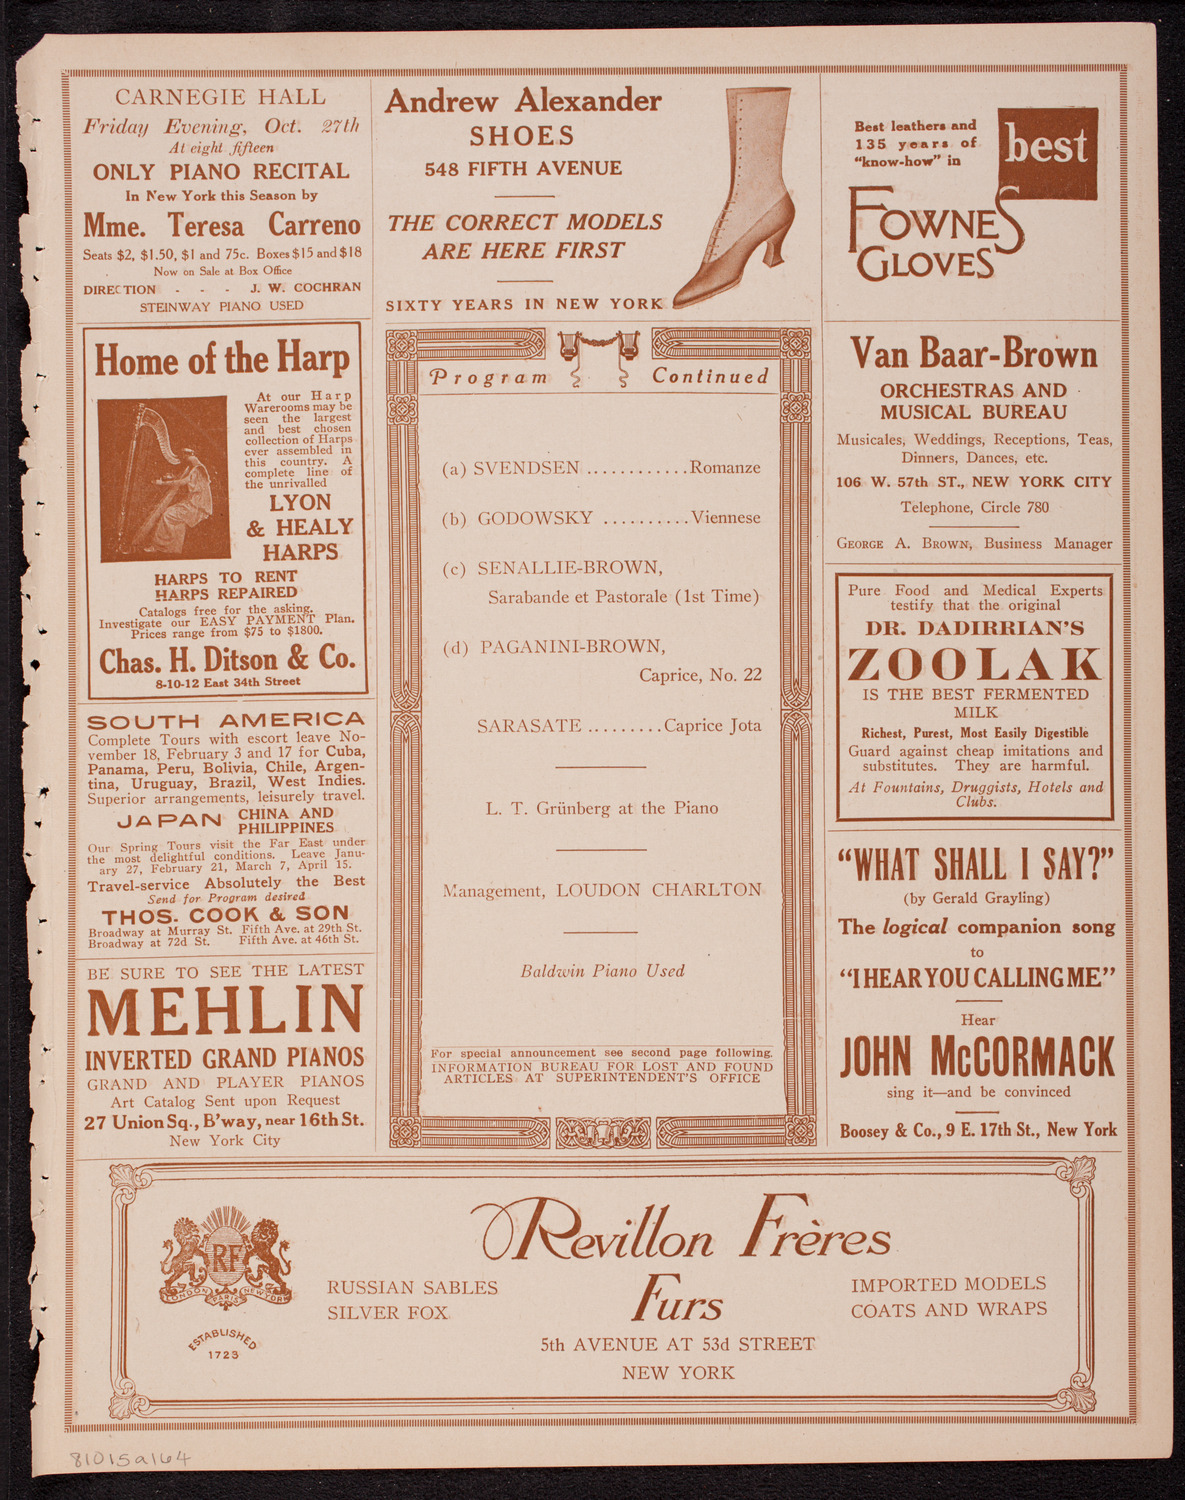 CARNEGIE HALL
Friday Evening, Oct. 27th
At eight fifteen
ONLY PIANO RECITAL
In New York this Season by
Mme. Teresa Carreno
Seats $2, $1.50, $1 and 75c. Boxes $15 and $18
Now on Sale at Box Office
DIRECTION - - - J. W. COCHRAN
STEINWAY PIANO USED
Home of the Harp
At our Harp
Warerooms may be
seen the largest
and best chosen
collection of Harps
ever assembled in
this country. A
complete line of
the unrivalled
LYON
& HEALY
HARPS
HARPS TO RENT
HARPS REPAIRED
Catalogs free for the asking.
Investigate our EASY PAYMENT Plan.
Prices range from $75 to $1800.
Chas. H. Ditson & Co.
8-10-12 East 34th Street
SOUTH AMERICA
Complete Tours with escort leave No-
vember 18, February 3 and 17 for Cuba,
Panama, Peru, Bolivia, Chile, Argen-
tina, Uruguay, Brazil, West Indies.
Superior arrangements, leisurely travel.
JAPAN CHINA AND
PHILIPPINES
Our Spring Tours visit the Far East under
the most delightful conditions. Leave Janu-
ary 27, February 21, March 7, April 15.
Travel-service Absolutely the Best
Send for Program desired
THOS. COOK & SON
Broadway at Murray St. Fifth Ave. at 29th St.
Broadway at 72d St. Fifth Ave. at 46th St.
BE SURE TO SEE THE LATEST
MEHLIN
INVERTED GRAND PIANOS
GRAND AND PLAYER PIANOS
Art Catalog Sent upon Request
27 Union Sq., B'way, near 16th St.
New York City
Andrew Alexander
SHOES
548 FIFTH AVENUE
THE CORRECT MODELS
ARE HERE FIRST
SIXTY YEARS IN NEW YORK
Program Continued
(a) SVENDSEN ............Romanze
(b) GODOWSKY ..........Viennese
(c) SENALLIE-BROWN,
Sarabande et Pastorale (1st Time)
(d) PAGANINI-BROWN,
Caprice, No. 22
SARASATE .........Caprice Jota
L. T. Grünberg at the Piano
Management, LOUDON CHARLTON
Baldwin Piano Used
For special announcement see second page following.
INFORMATION BUREAU FOR LOST AND FOUND
ARTICLES AT SUPERINTENDENT'S OFFICE
Best leathers and
135 years of
"know-how" in
best
FOWNES
GLOVES
Van Baar-Brown
ORCHESTRAS AND
MUSICAL BUREAU
Musicales, Weddings, Receptions, Teas,
Dinners, Dances, etc.
106 W. 57th ST., NEW YORK CITY
Telephone, Circle 780
GEORGE A. BROWN, Business Manager
Pure Food and Medical Experts
testify that the original
DR. DADIRRIAN'S
ZOOLAK
IS THE BEST FERMENTED
MILK
Richest, Purest, Most Easily Digestible
Guard against cheap imitations and
substitutes. They are harmful.
At Fountains, Druggists, Hotels and
Clubs.
"WHAT SHALL I SAY?"
(by Gerald Grayling)
The logical companion song
to
"I HEAR YOU CALLING ME"
Hear
JOHN McCORMACK
sing it—and be convinced
Boosey & Co., 9 E. 17th St., New York
RF
LONDON PARIS NEW YORK
ESTABLISHED
1723
Revillon Frères
Furs
RUSSIAN SABLES
SILVER FOX
IMPORTED MODELS
COATS AND WRAPS
5th AVENUE AT 53d STREET
NEW YORK
81015a164